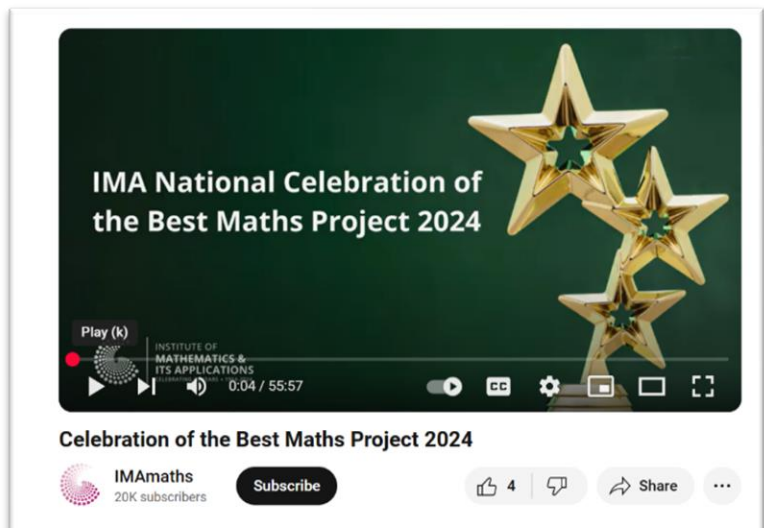 IMA National Celebration of
the Best Maths Project 2024
Play (k)
INSTITUTE OF
MATHEMATICS &
ITS APPLICATIONS
0:04 / 55:57
CC
Celebration of the Best Maths Project 2024
IMAmaths
20K subscribers
Subscribe
4
Share